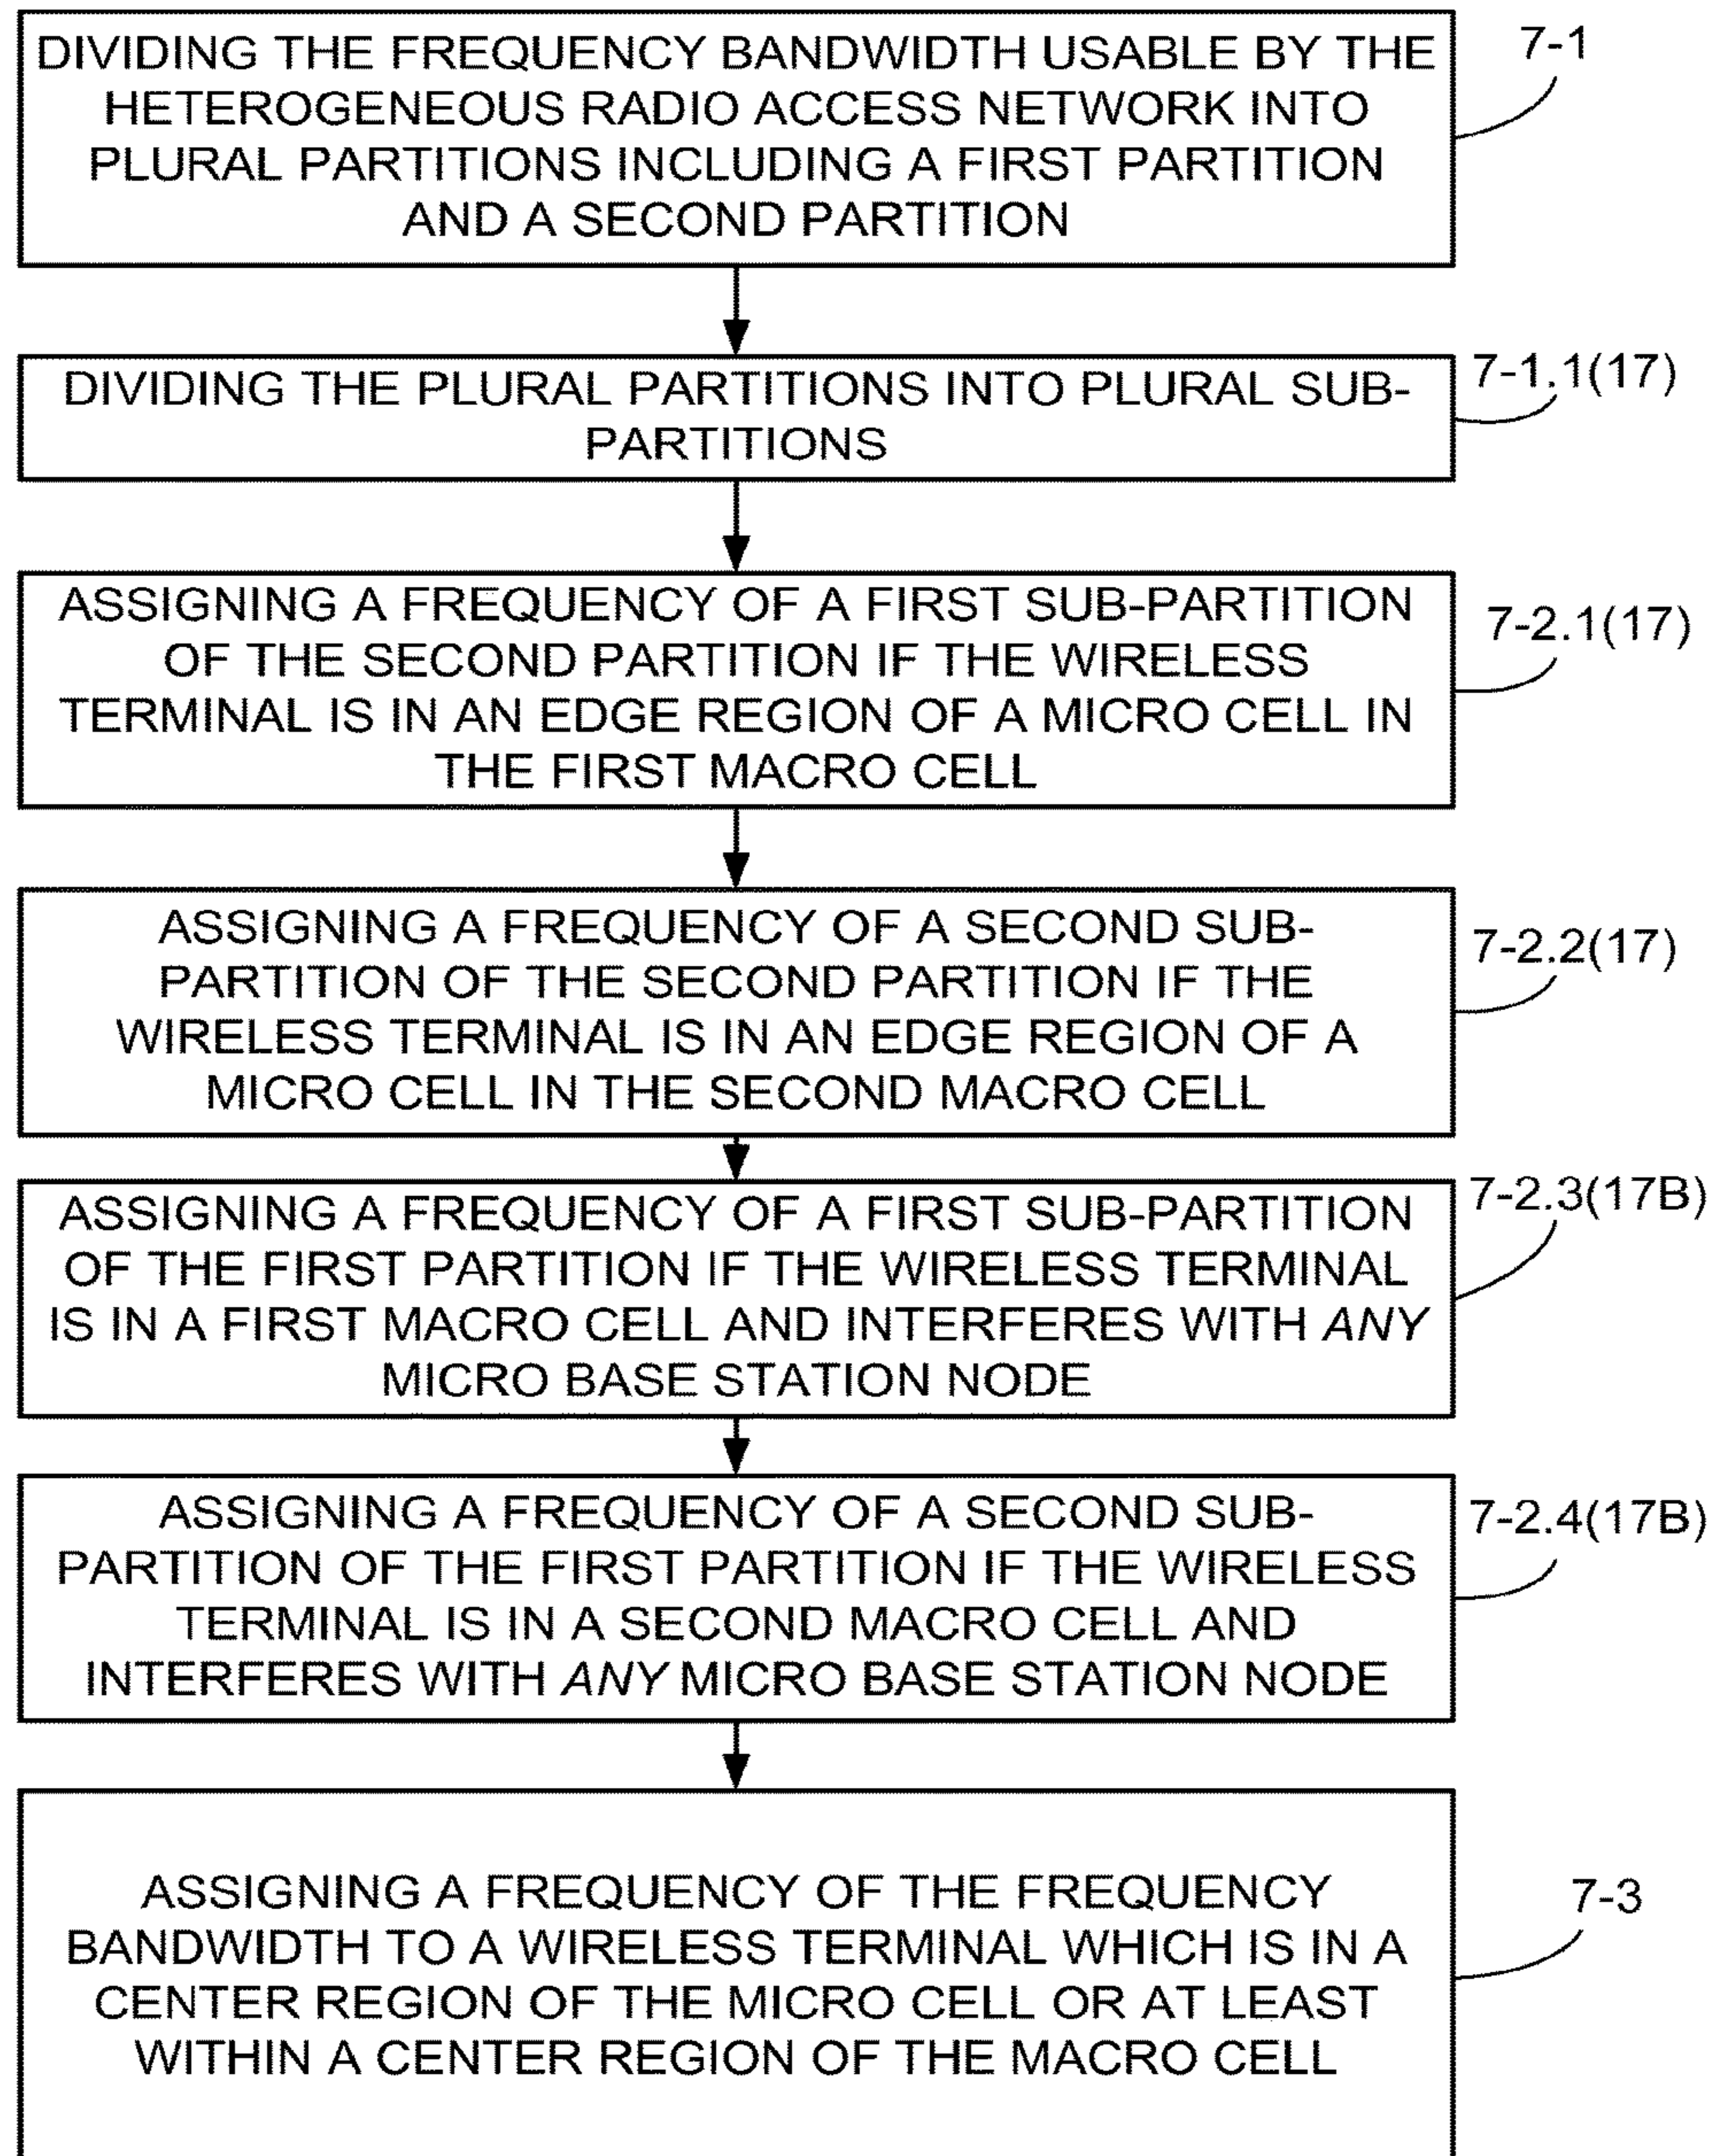 DIVIDING THE FREQUENCY BANDWIDTH USABLE BY THE
HETEROGENEOUS RADIO ACCESS NETWORK INTO
PLURAL PARTITIONS INCLUDING A FIRST PARTITION
AND A SECOND PARTITION
7-1
DIVIDING THE PLURAL PARTITIONS INTO PLURAL SUB-
PARTITIONS
7-1.1(17)
ASSIGNING A FREQUENCY OF A FIRST SUB-PARTITION
OF THE SECOND PARTITION IF THE WIRELESS
TERMINAL IS IN AN EDGE REGION OF A MICRO CELL IN
THE FIRST MACRO CELL
7-2.1(17)
ASSIGNING A FREQUENCY OF A SECOND SUB-
PARTITION OF THE SECOND PARTITION IF THE
WIRELESS TERMINAL IS IN AN EDGE REGION OF A
MICRO CELL IN THE SECOND MACRO CELL
7-2.2(17)
ASSIGNING A FREQUENCY OF A FIRST SUB-PARTITION
OF THE FIRST PARTITION IF THE WIRELESS TERMINAL
IS IN A FIRST MACRO CELL AND INTERFERES WITH ANY
MICRO BASE STATION NODE
7-2.3(17B)
ASSIGNING A FREQUENCY OF A SECOND SUB-
PARTITION OF THE FIRST PARTITION IF THE WIRELESS
TERMINAL IS IN A SECOND MACRO CELL AND
INTERFERES WITH ANY MICRO BASE STATION NODE
7-2.4(17B)
ASSIGNING A FREQUENCY OF THE FREQUENCY
BANDWIDTH TO A WIRELESS TERMINAL WHICH IS IN A
CENTER REGION OF THE MICRO CELL OR AT LEAST
WITHIN A CENTER REGION OF THE MACRO CELL
7-3